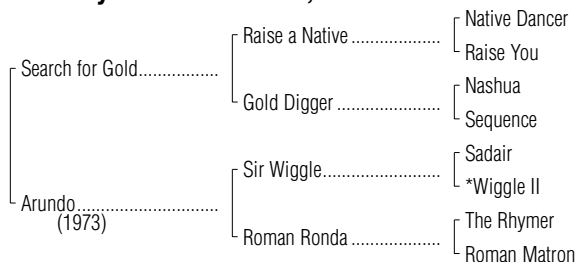 Native Dancer
Raise a Native ....................
Raise You
Search for Gold..................
Nashua
Gold Digger .......................
Sequence
Sadair
Sir Wiggle..........................
*Wiggle II
Arundo................................
(1973)
The Rhymer
Roman Ronda ....................
Roman Matron